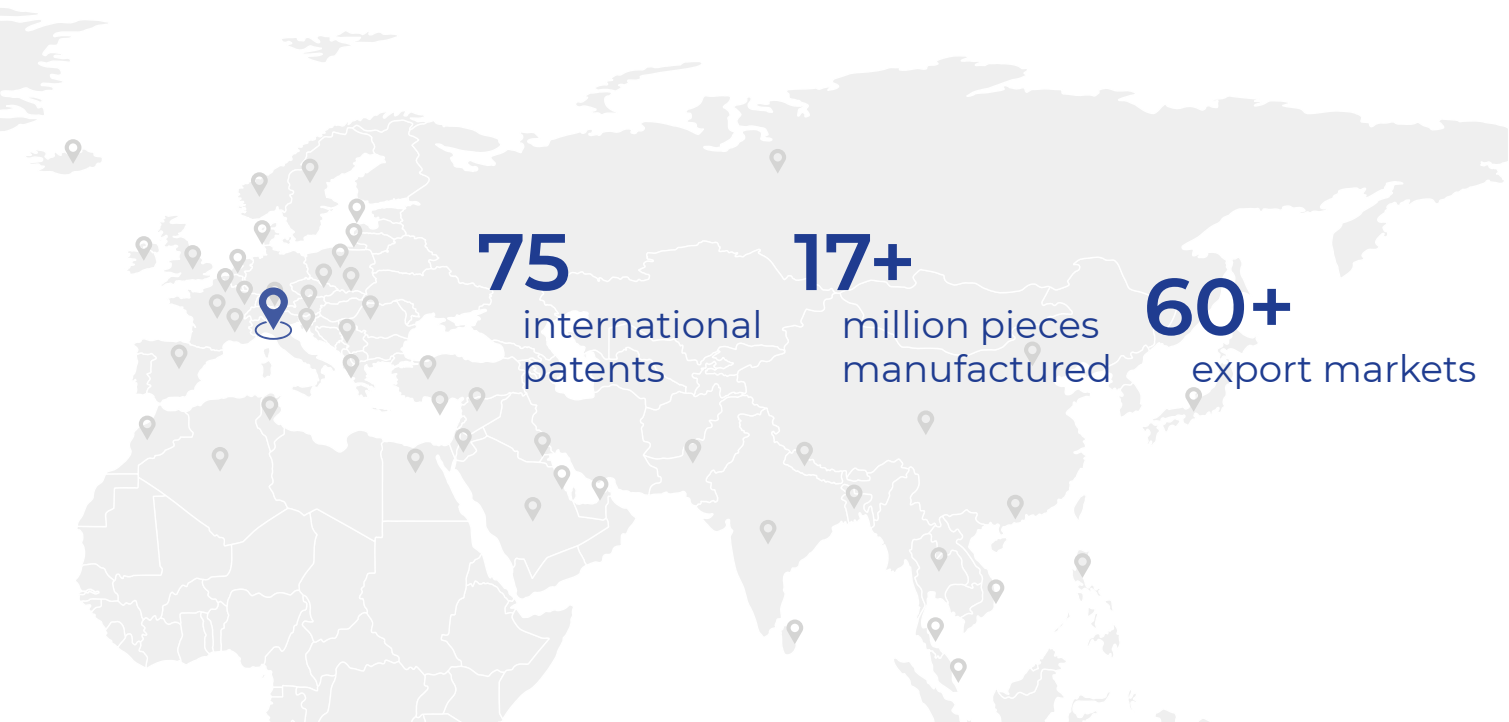 75
international
patents
17+
million pieces
manufactured
60+
export markets